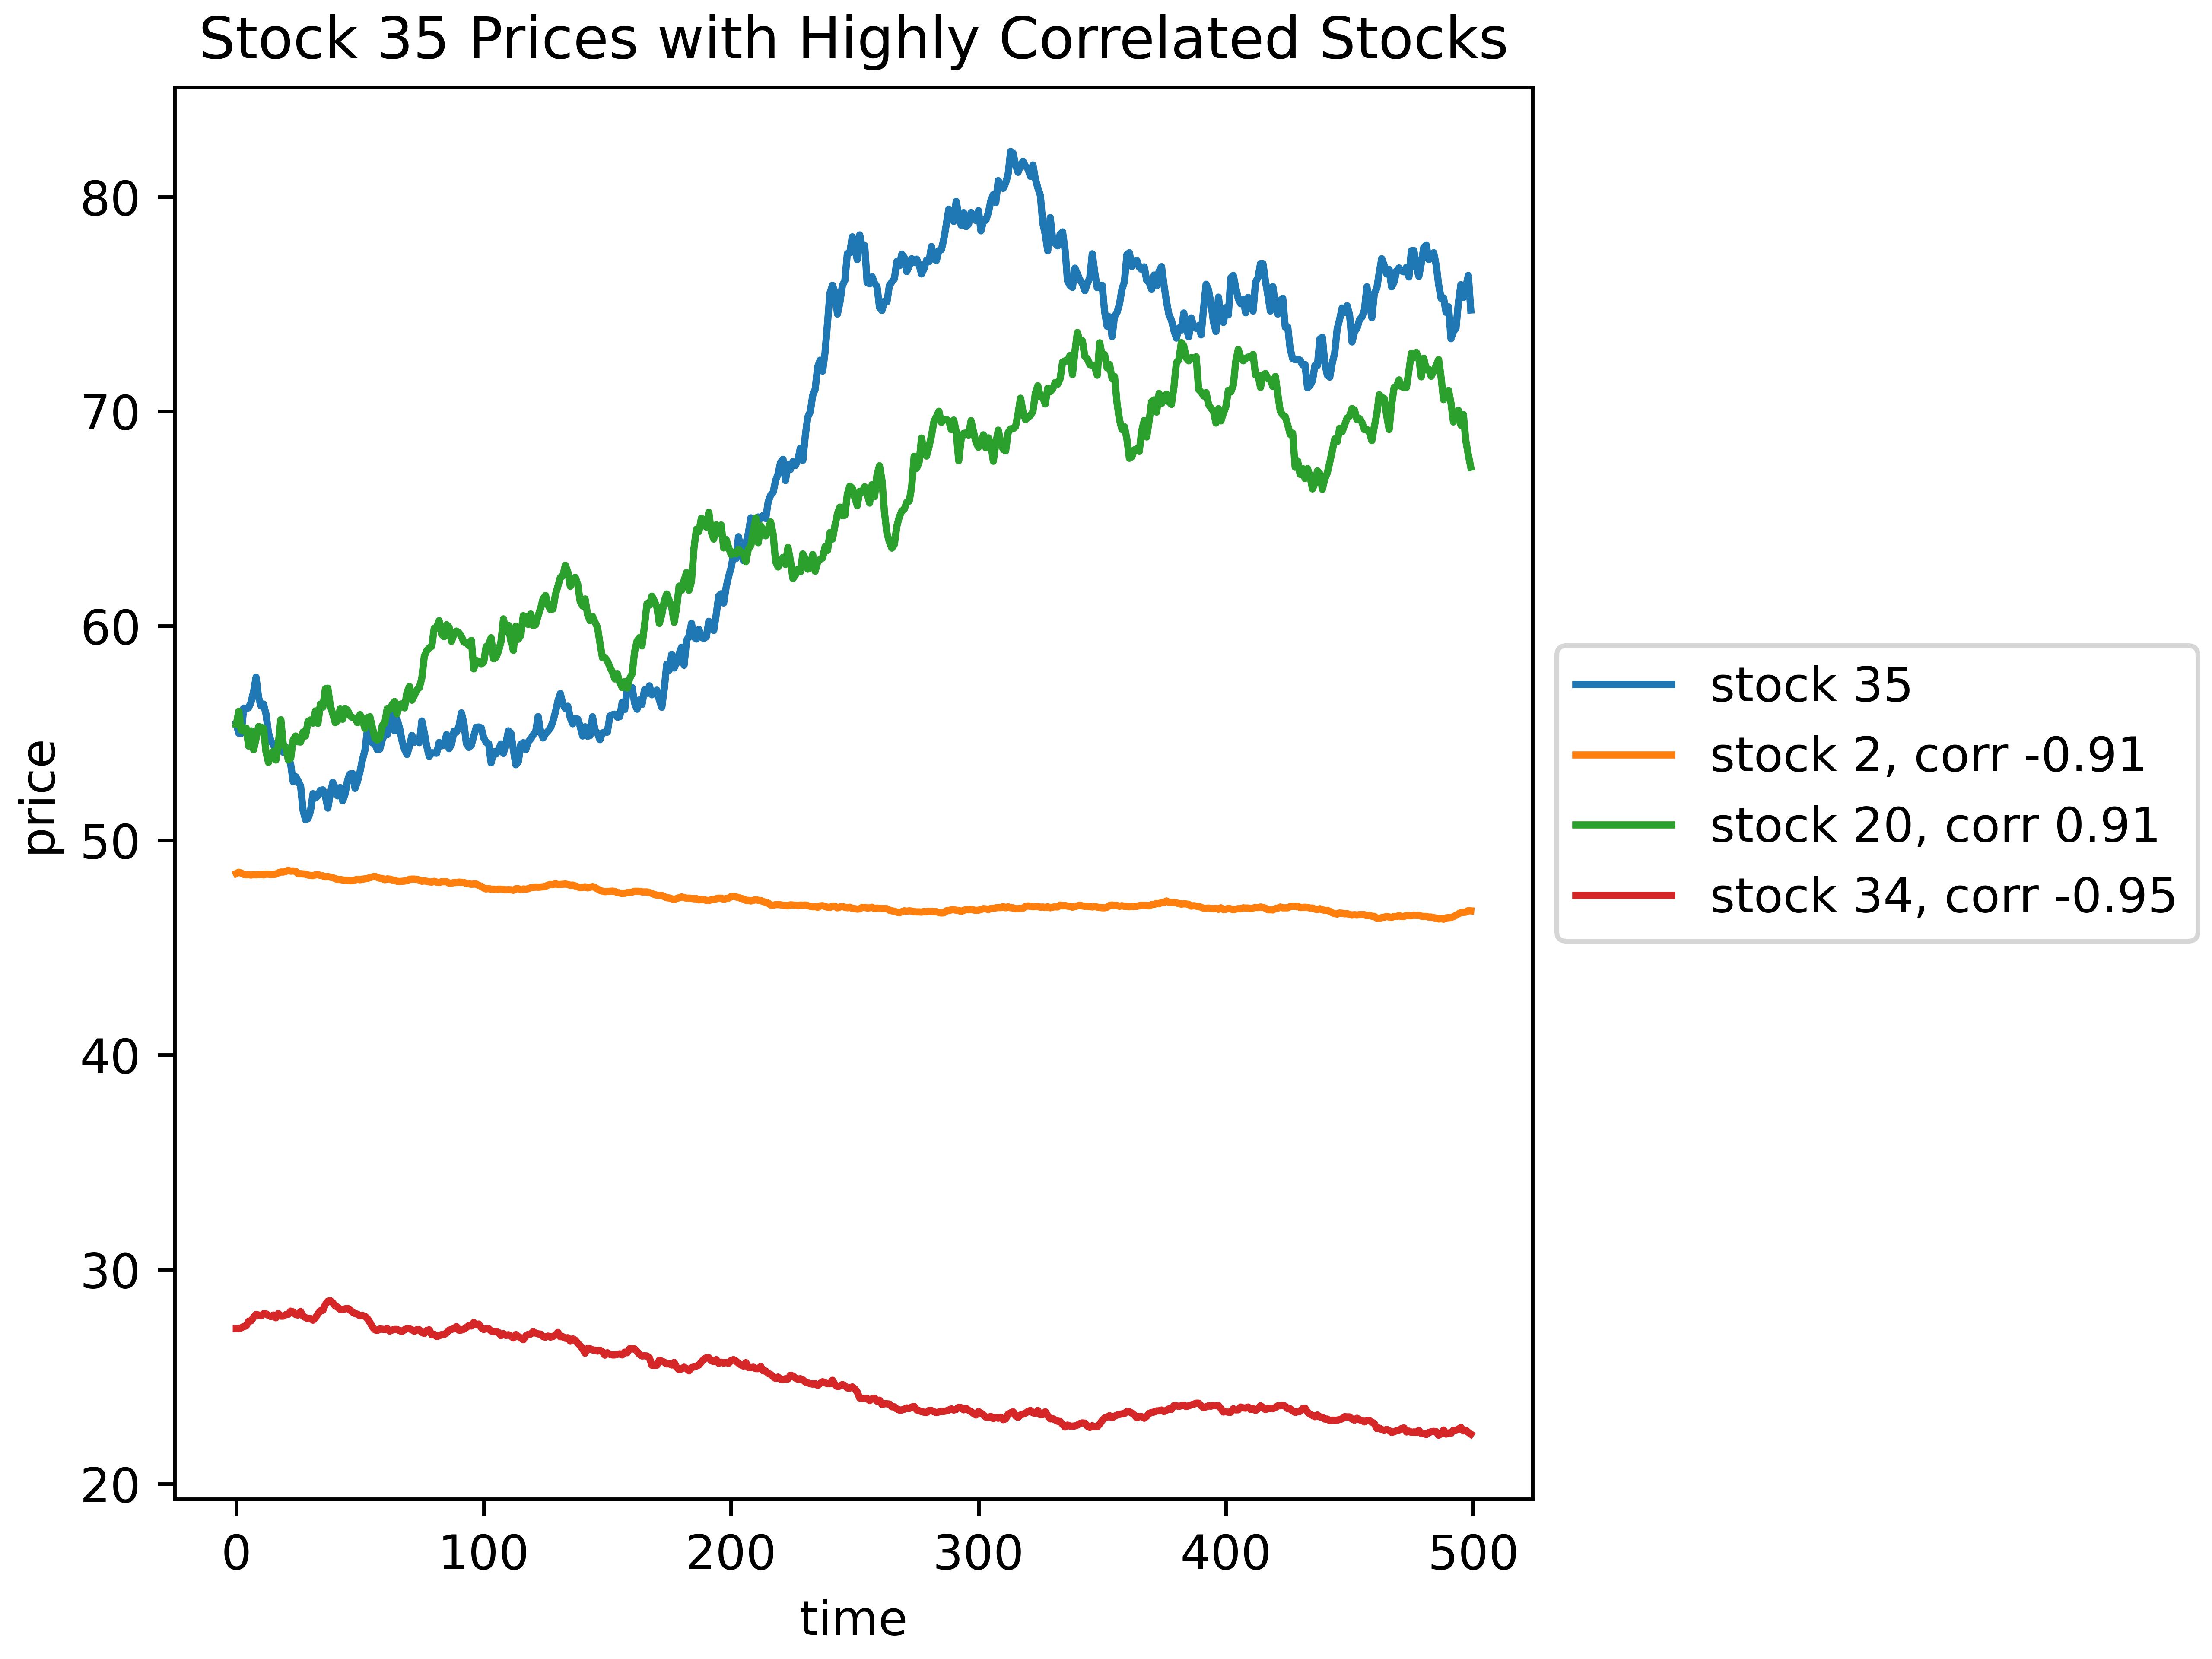 Stock 35 Prices with Highly Correlated Stocks
price
80
70
60
50
40
30
20
0 100 200 300 400 500
time
stock 35
stock 2, corr -0.91
stock 20, corr 0.91
stock 34, corr -0.95